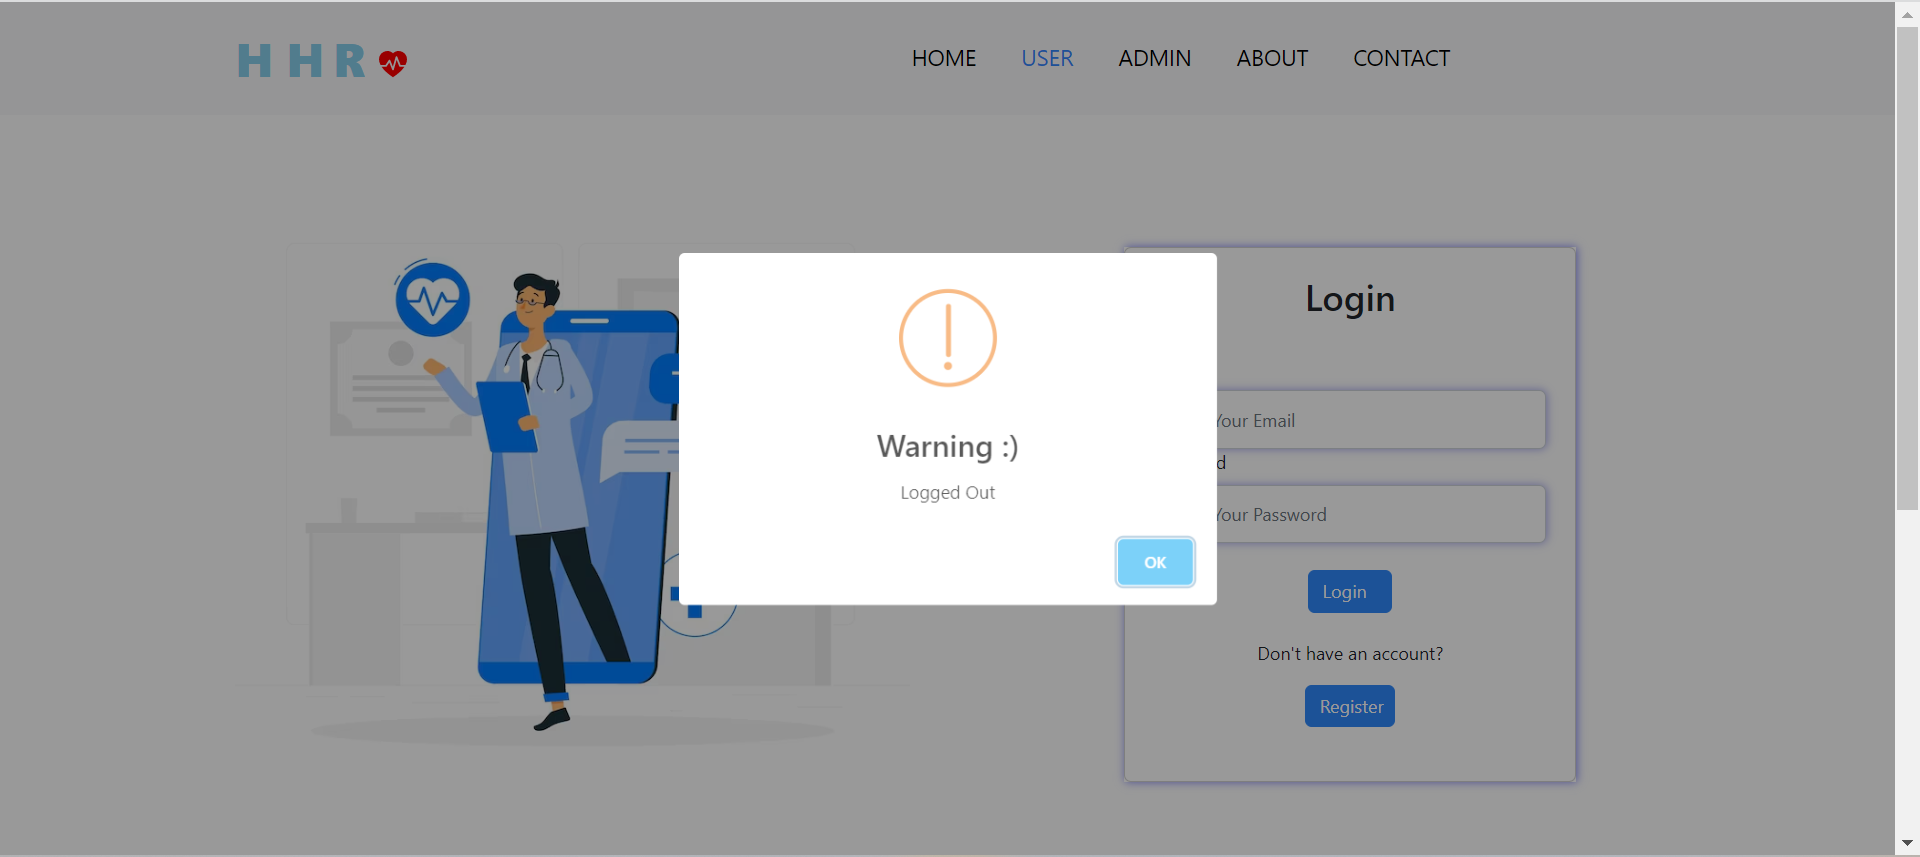 H H R
HOME USER ADMIN ABOUT CONTACT
Login
Your Email
d
Your Password
Login
Don't have an account?
Register
Warning :)
Logged Out
OK